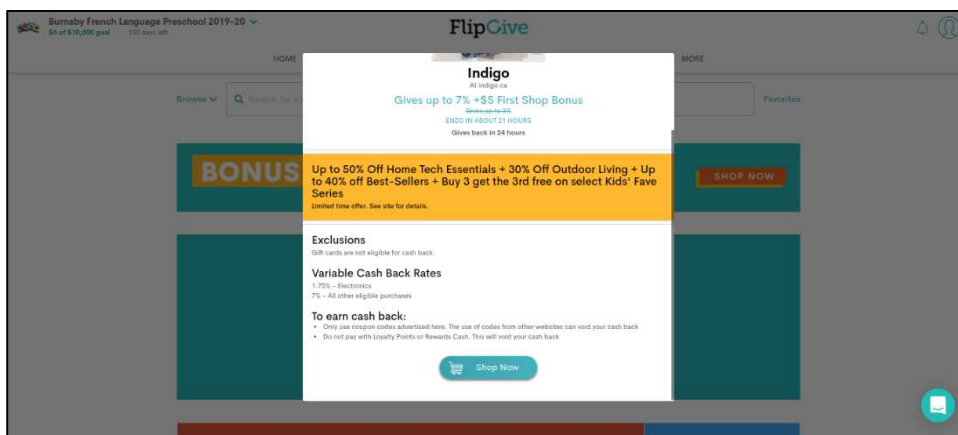 Burnaby French Language Preschool 2019-20
$6 of $10,000 goal
days left
FlipGive
HOME
MORE
Browse
Search for a
Favorites
BONUS
SHOP NOW
Indigo
At indigo.ca
Gives up to 7% +$5 First Shop Bonus
Gives up to 3%
ENDS IN ABOUT 21 HOURS
Gives back in 24 hours
Up to 50% Off Home Tech Essentials + 30% Off Outdoor Living + Up
to 40% off Best-Sellers + Buy 3 get the 3rd free on select Kids' Fave
Series
Limited time offer. See site for details.
Exclusions
Gift cards are not eligible for cash back.
Variable Cash Back Rates
1.75% - Electronics
7% - All other eligible purchases
To earn cash back:
• Only use coupon codes advertised here. The use of codes from other websites can void your cash back
• Do not pay with Loyalty Points or Rewards Cash. This will void your cash back
Shop Now